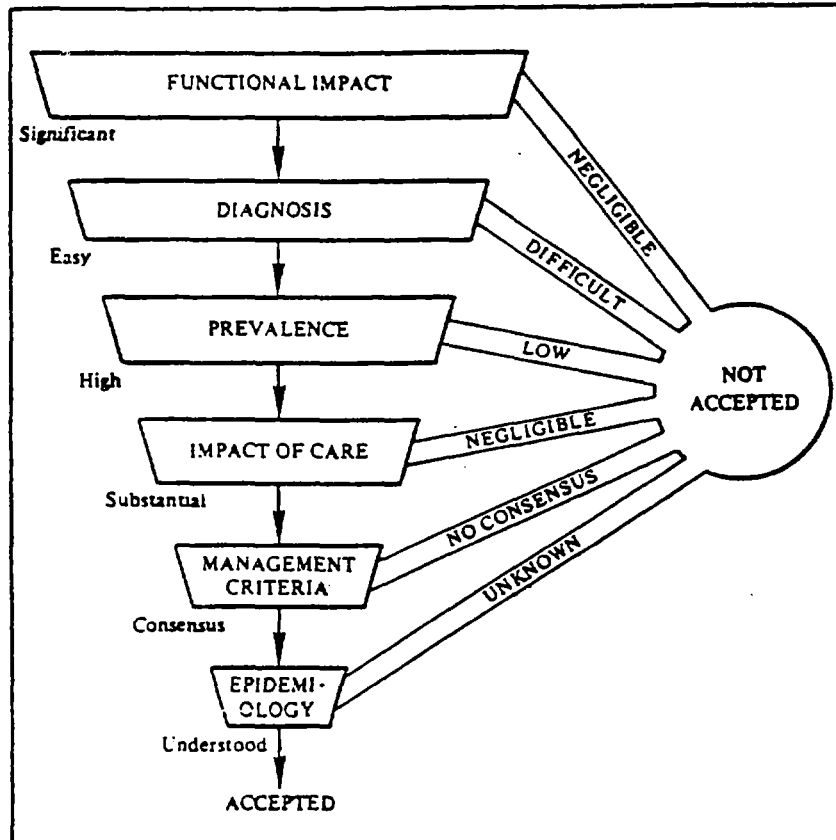 FUNCTIONAL IMPACT
Significant
NEGLIGIBLE
DIAGNOSIS
Easy
DIFFICULT
PREVALENCE
High
LOW
NOT
ACCEPTED
IMPACT OF CARE
Substantial
NEGLIGIBLE
MANAGEMENT
CRITERIA
Consensus
NO CONSENSUS
EPIDEMI-
OLOGY
Understood
UNKNOWN
ACCEPTED